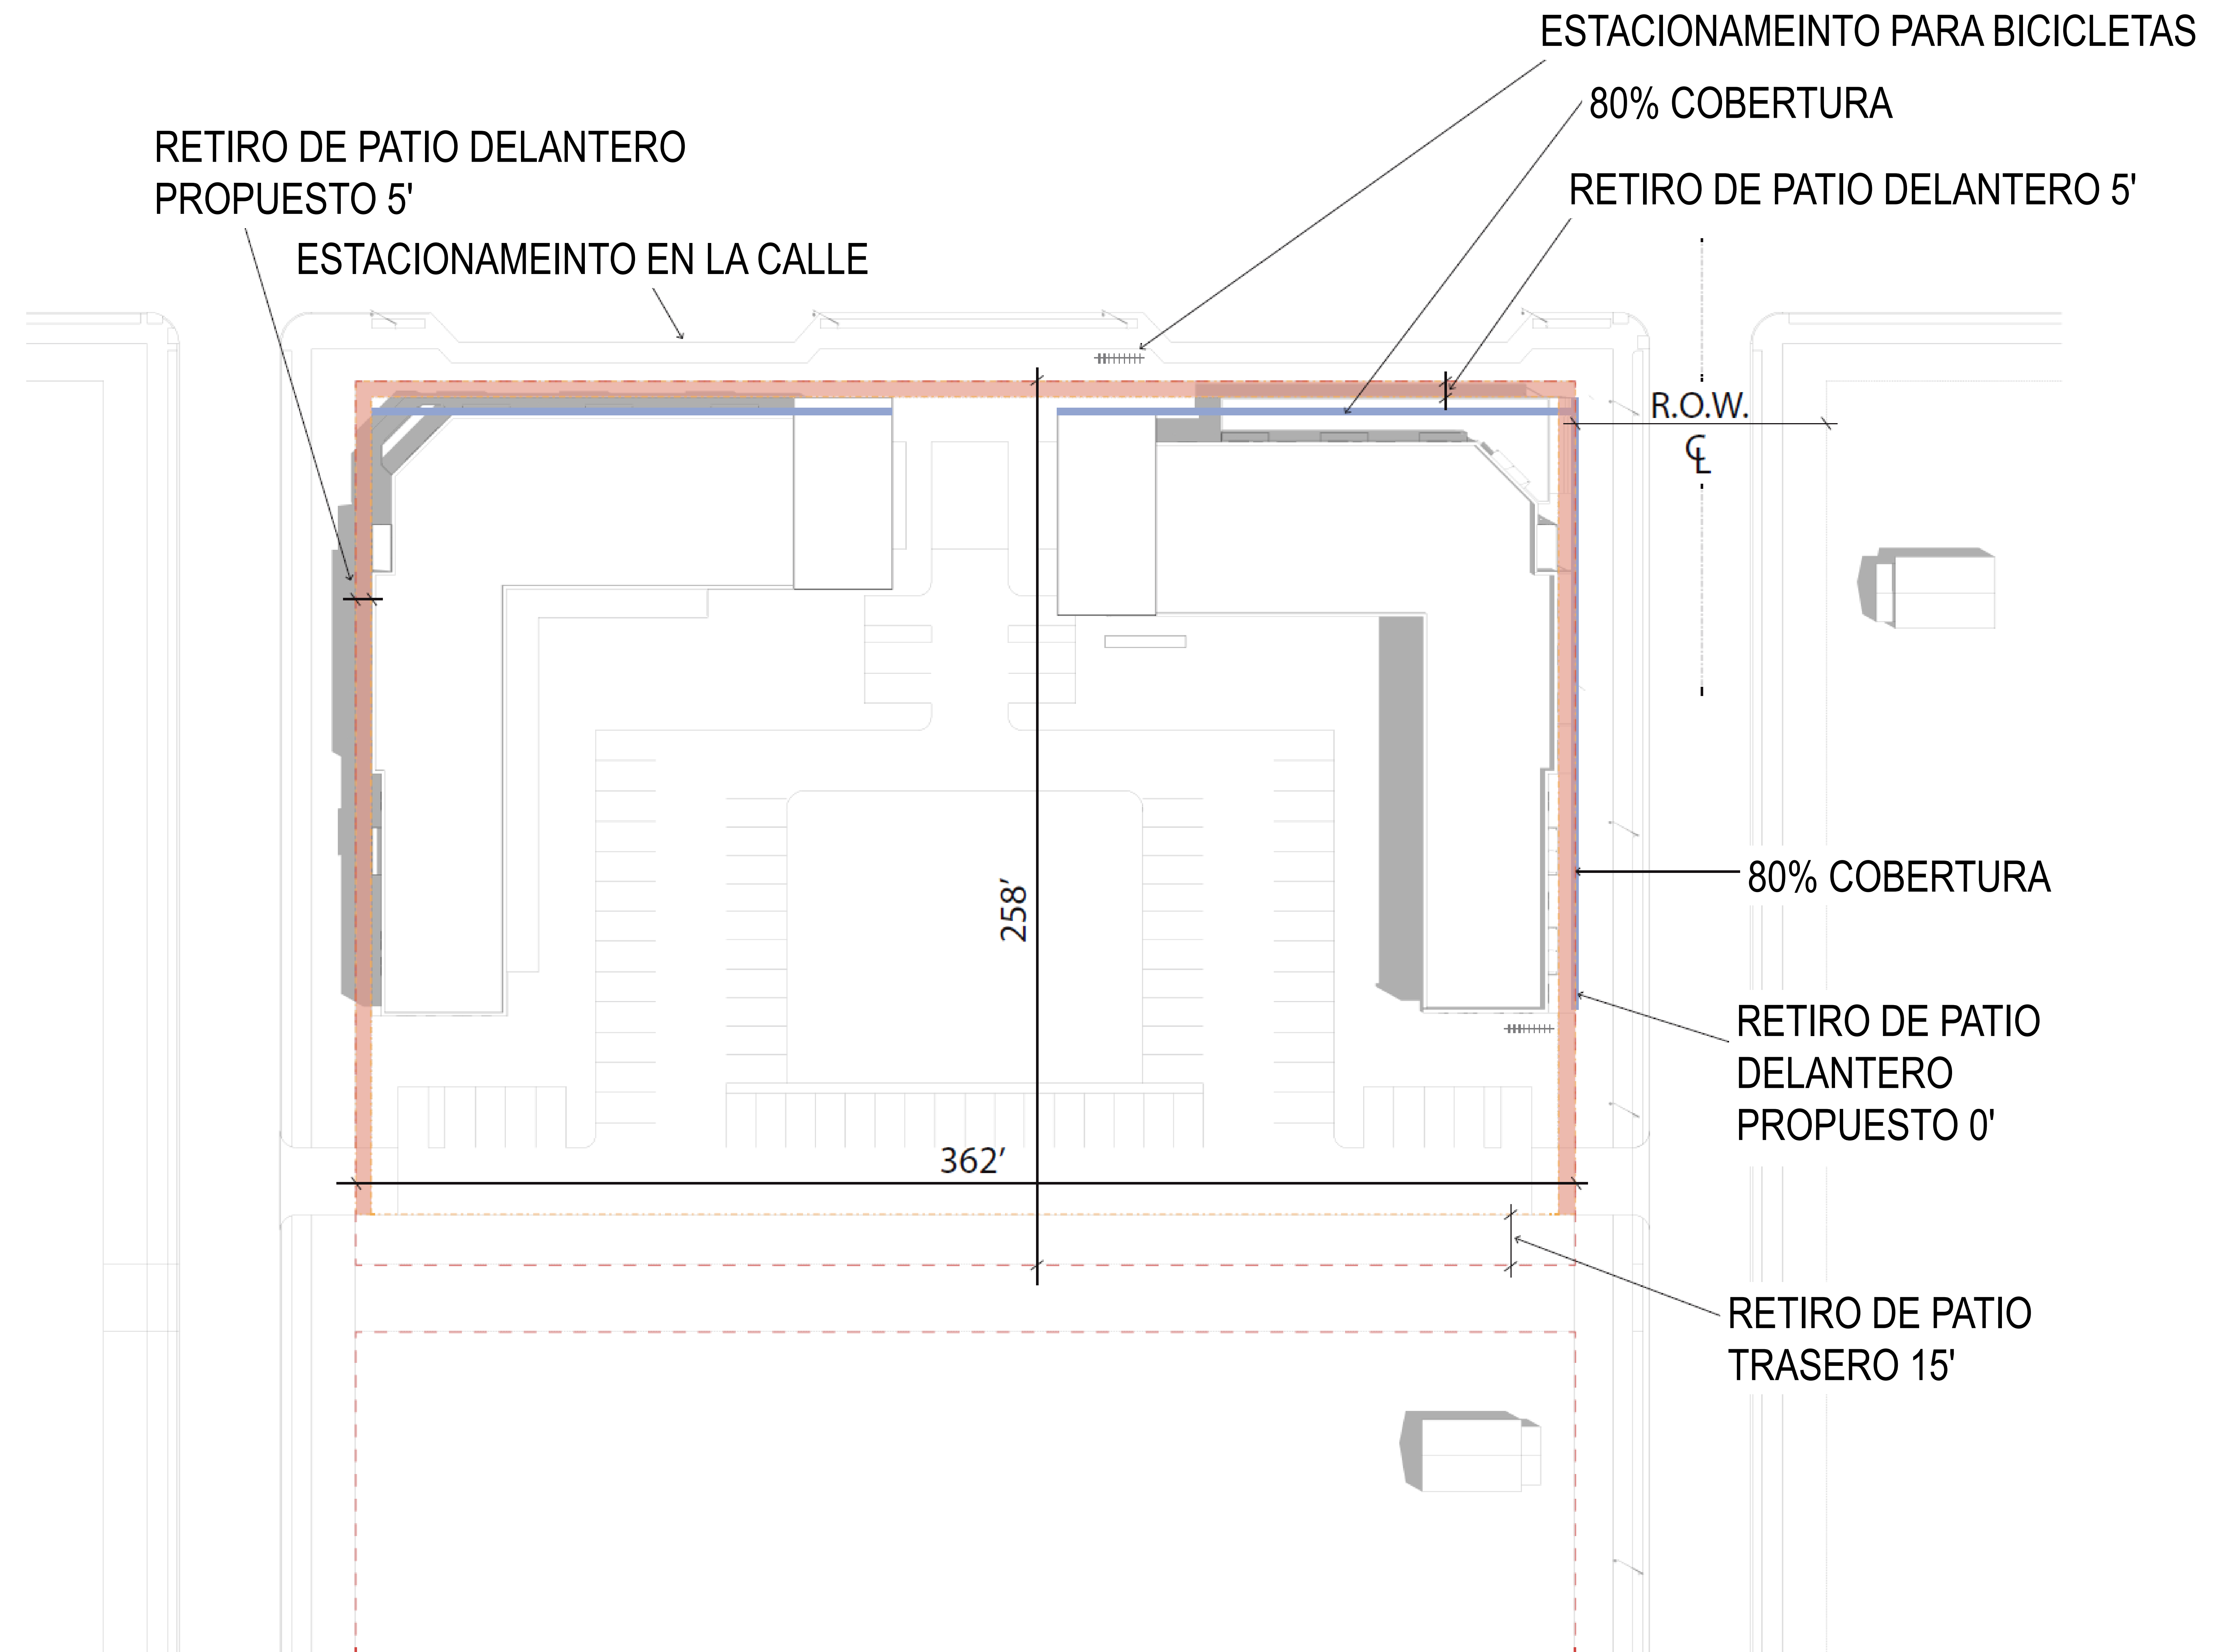 ESTACIONAMEINTO PARA BICICLETAS
80% COBERTURA
RETIRO DE PATIO DELANTERO
PROPUESTO 5'
RETIRO DE PATIO DELANTERO 5'
ESTACIONAMEINTO EN LA CALLE
R.O.W.
℄
258'
80% COBERTURA
RETIRO DE PATIO
DELANTERO
PROPUESTO 0'
362'
RETIRO DE PATIO
TRASERO 15'